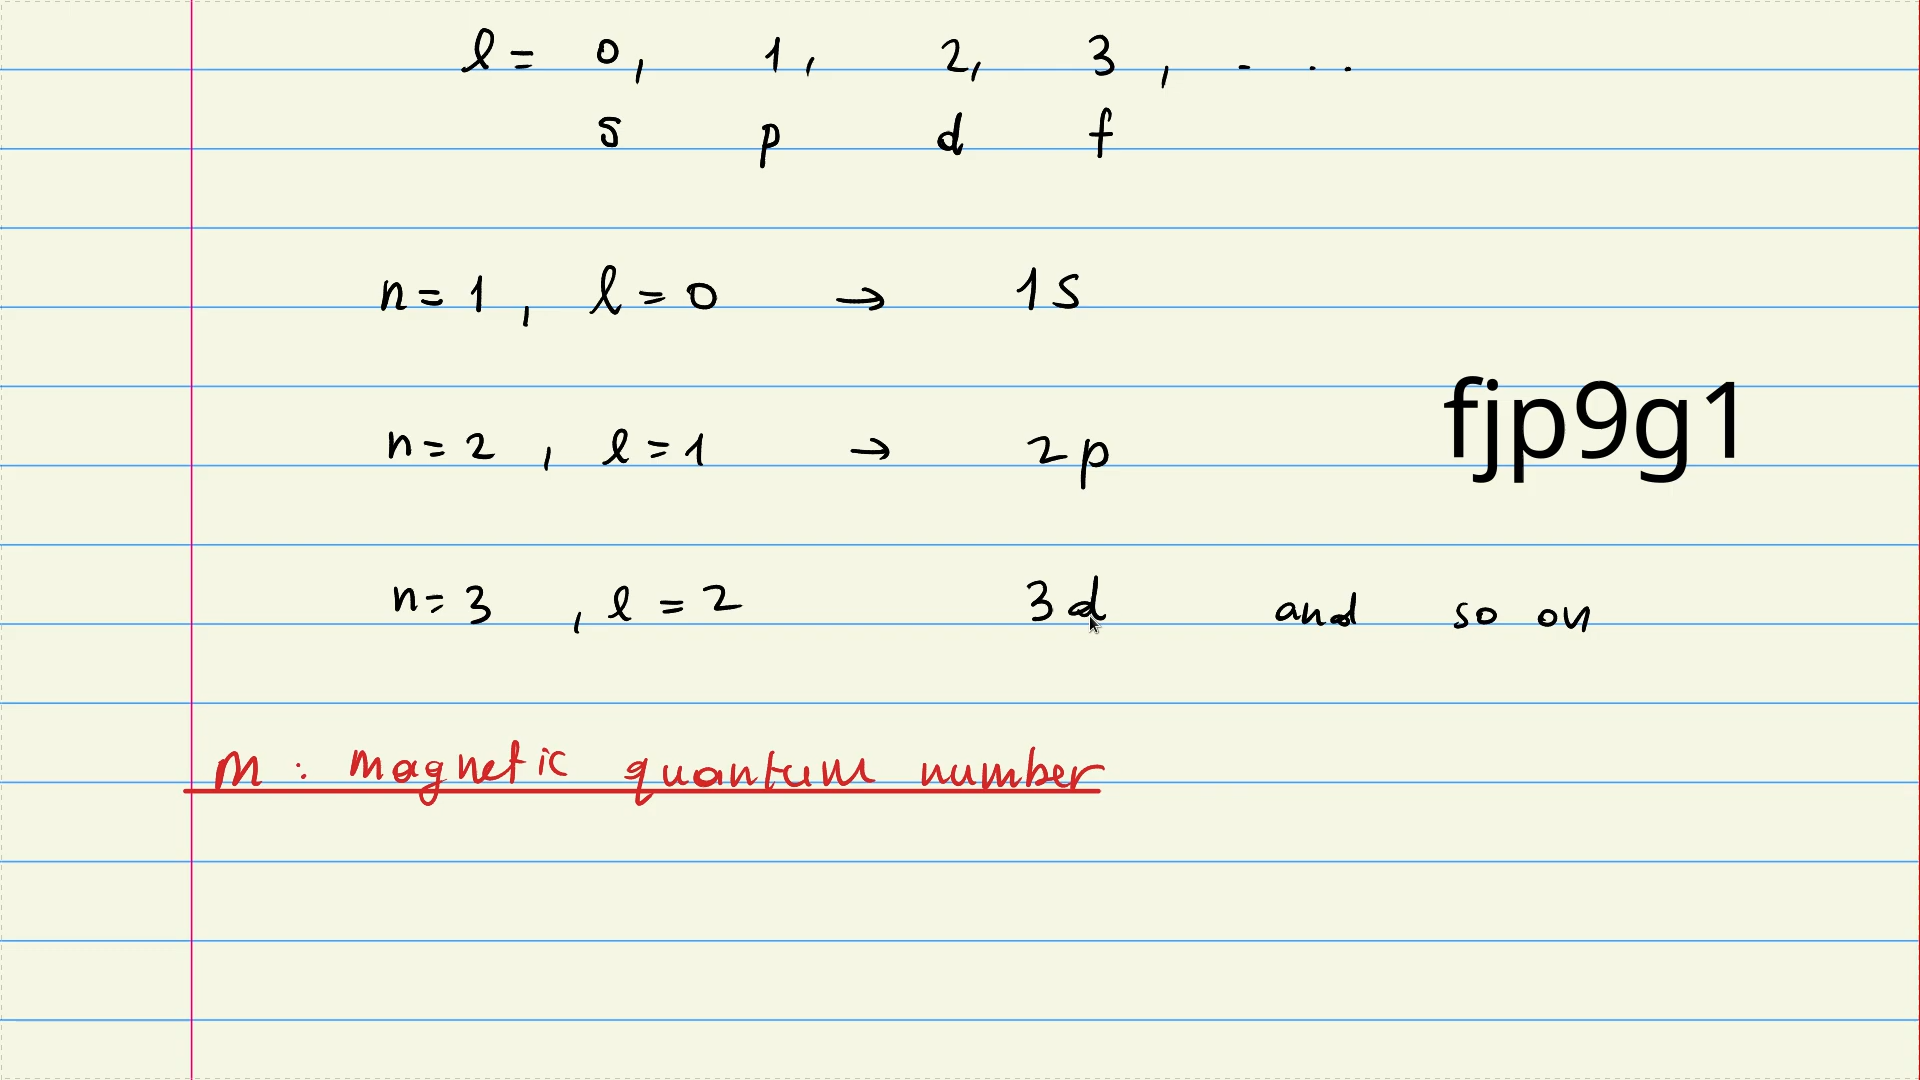 l = 0, 1, 2, 3, . . .
s p d f
n = 1, l = 0 → 1s
fjp9g1
n = 2, l = 1 → 2p
n = 3, l = 2 3d and so on
m : magnetic quantum number